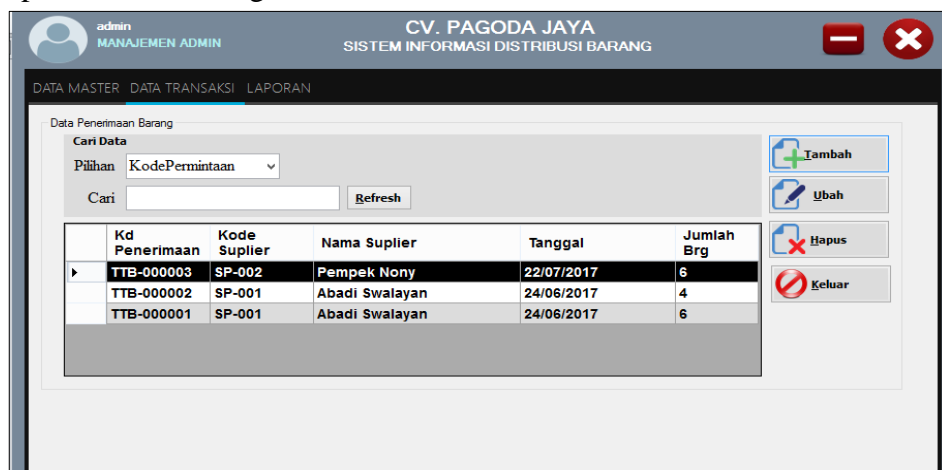 admin
MANAJEMEN ADMIN
CV. PAGODA JAYA
SISTEM INFORMASI DISTRIBUSI BARANG
DATA MASTER DATA TRANSAKSI LAPORAN
Data Penerimaan Barang
Cari Data
Pilihan KodePermintaan
Cari Refresh
Tambah
Ubah
Hapus
Keluar
Kd Penerimaan Kode Suplier Nama Suplier Tanggal Jumlah Brg
TTB-000003 SP-002 Pempek Nony 22/07/2017 6
TTB-000002 SP-001 Abadi Swalayan 24/06/2017 4
TTB-000001 SP-001 Abadi Swalayan 24/06/2017 6